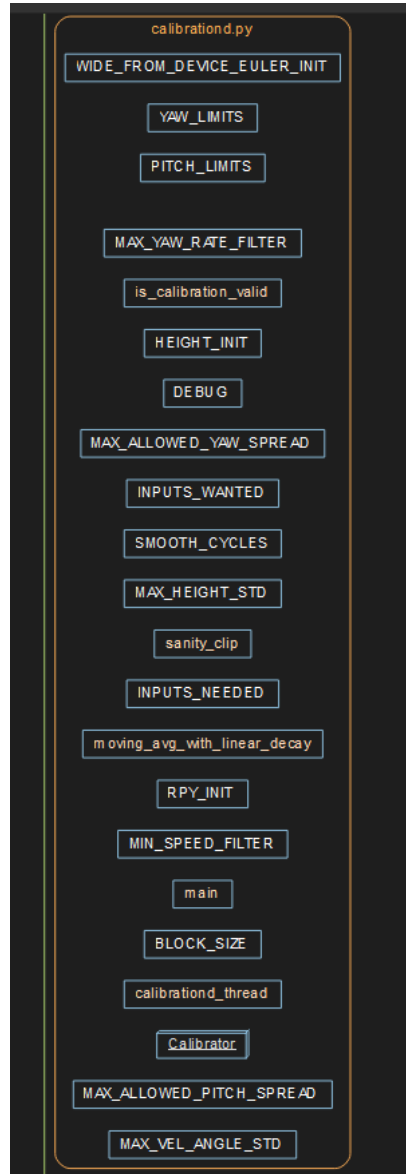 calibrationd.py
WIDE_FROM_DEVICE_EULER_INIT
YAW_LIMITS
PITCH_LIMITS
MAX_YAW_RATE_FILTER
is_calibration_valid
HEIGHT_INIT
DEBUG
MAX_ALLOWED_YAW_SPREAD
INPUTS_WANTED
SMOOTH_CYCLES
MAX_HEIGHT_STD
sanity_clip
INPUTS_NEEDED
moving_avg_with_linear_decay
RPY_INIT
MIN_SPEED_FILTER
main
BLOCK_SIZE
calibrationd_thread
Calibrator
MAX_ALLOWED_PITCH_SPREAD
MAX_VEL_ANGLE_STD